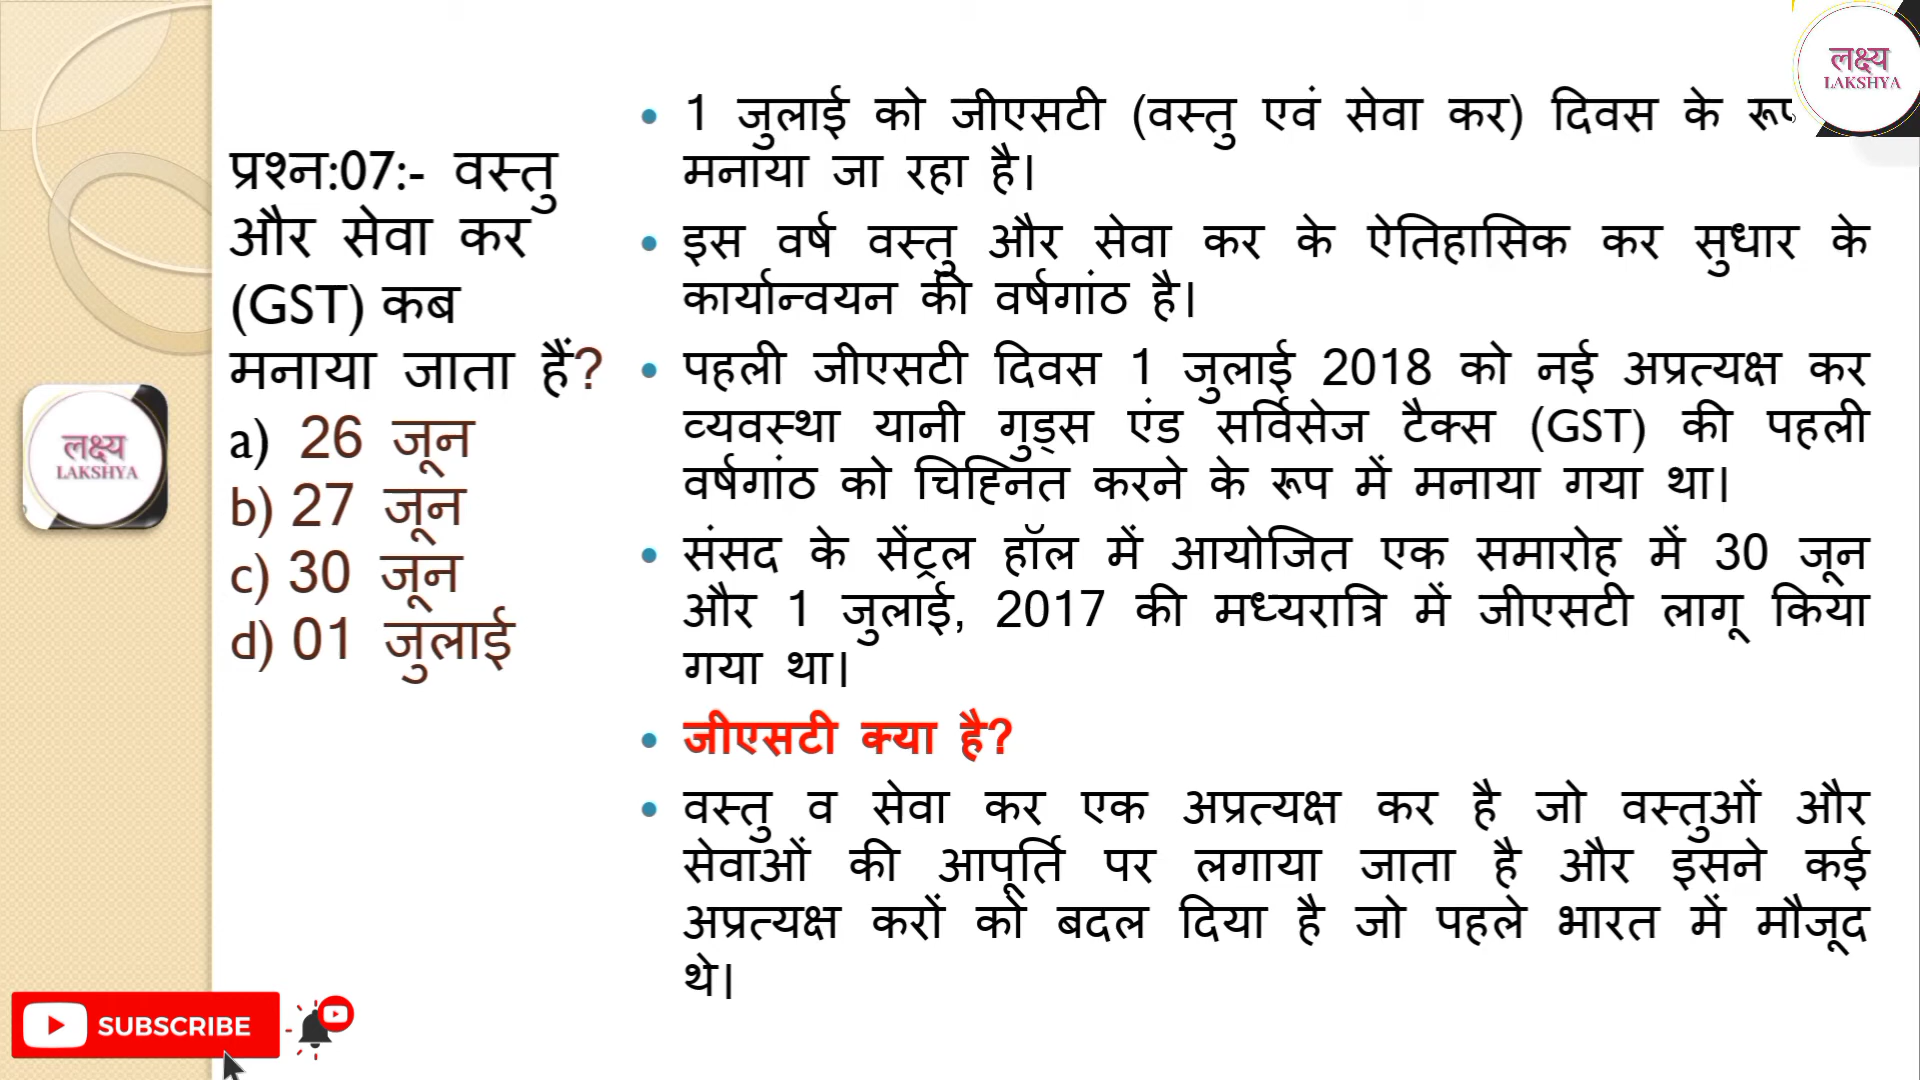 प्रश्न:07:- वस्तु
और सेवा कर
(GST) कब
मनाया जाता हैं?
a) 26 जून
b) 27 जून
c) 30 जून
d) 01 जुलाई
• 1 जुलाई को जीएसटी (वस्तु एवं सेवा कर) दिवस के
मनाया जा रहा है।
• इस वर्ष वस्तु और सेवा कर के ऐतिहासिक कर सुधार के
कार्यान्वयन की वर्षगांठ है।
• पहली जीएसटी दिवस 1 जुलाई 2018 को नई अप्रत्यक्ष कर
व्यवस्था यानी गुड्स एंड सर्विसेज टैक्स (GST) की पहली
वर्षगांठ को चिह्नित करने के रूप में मनाया गया था।
• संसद के सेंट्रल हॉल में आयोजित एक समारोह में 30 जून
और 1 जुलाई, 2017 की मध्यरात्रि में जीएसटी लागू किया
गया था।
• जीएसटी क्या है?
• वस्तु व सेवा कर एक अप्रत्यक्ष कर है जो वस्तुओं और
सेवाओं की आपूर्ति पर लगाया जाता है और इसने कई
अप्रत्यक्ष करों को बदल दिया है जो पहले भारत में मौजूद
थे।
लक्ष्य
LAKSHYA
लक्ष्य
LAKSHYA
SUBSCRIBE